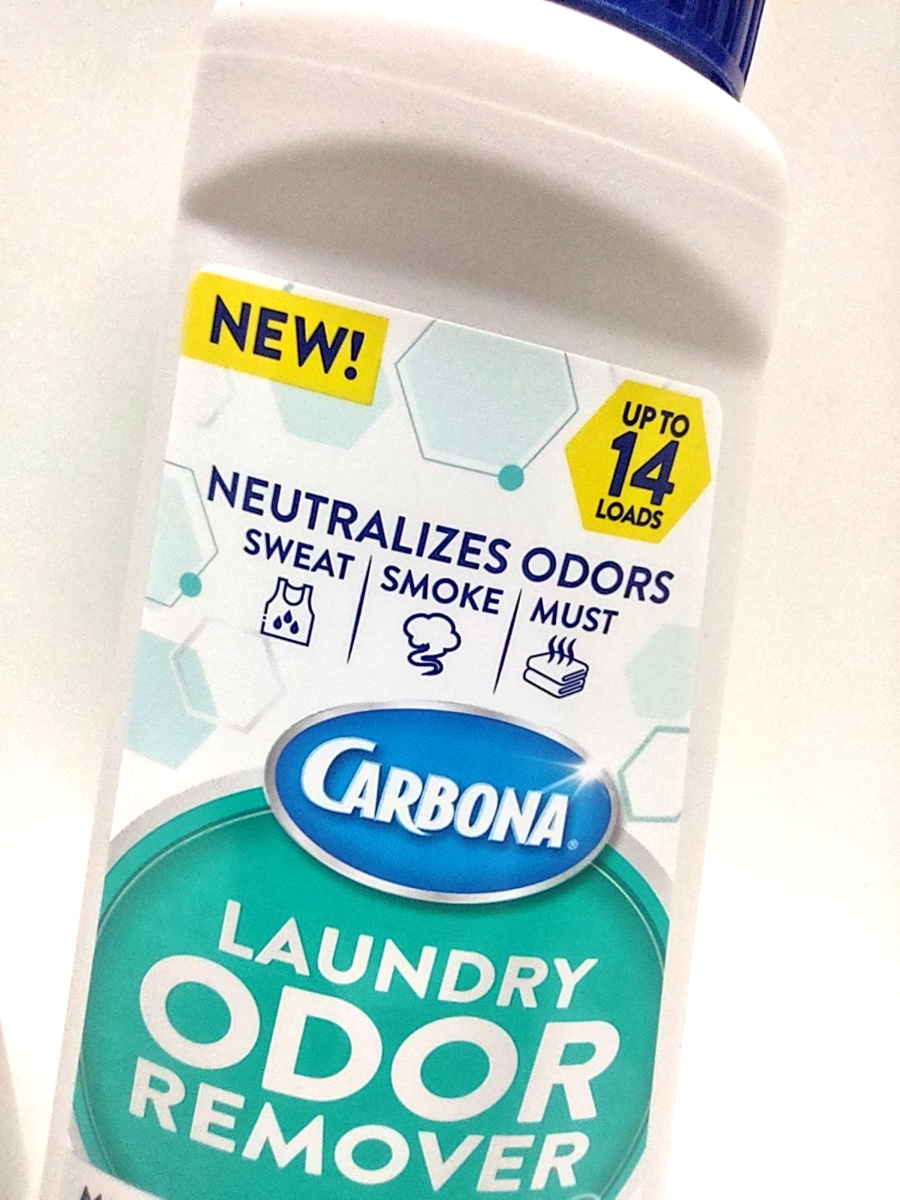 NEW!
UP TO
14
LOADS
NEUTRALIZES ODORS
SWEAT
SMOKE
MUST
CARBONA®
LAUNDRY
ODOR
REMOVER